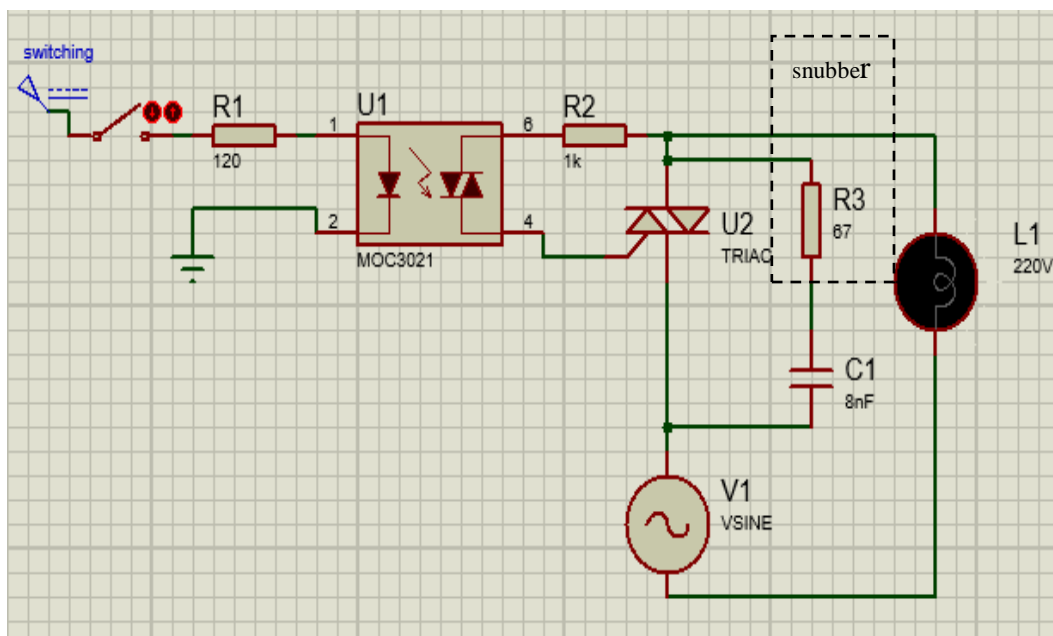 switching
snubber
R1
120
U1
1
2
6
4
MOC3021
R2
1k
U2
TRIAC
R3
67
L1
220V
C1
8nF
V1
VSINE